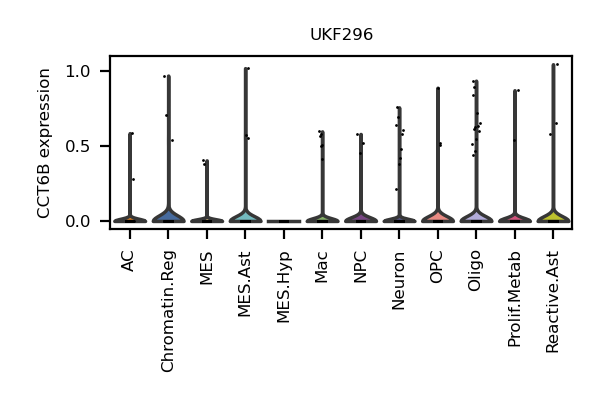 UKF296
CCT6B expression
1.0
0.5
0.0
AC
Chromatin.Reg
MES
MES.Ast
MES.Hyp
Mac
NPC
Neuron
OPC
Oligo
Prolif.Metab
Reactive.Ast